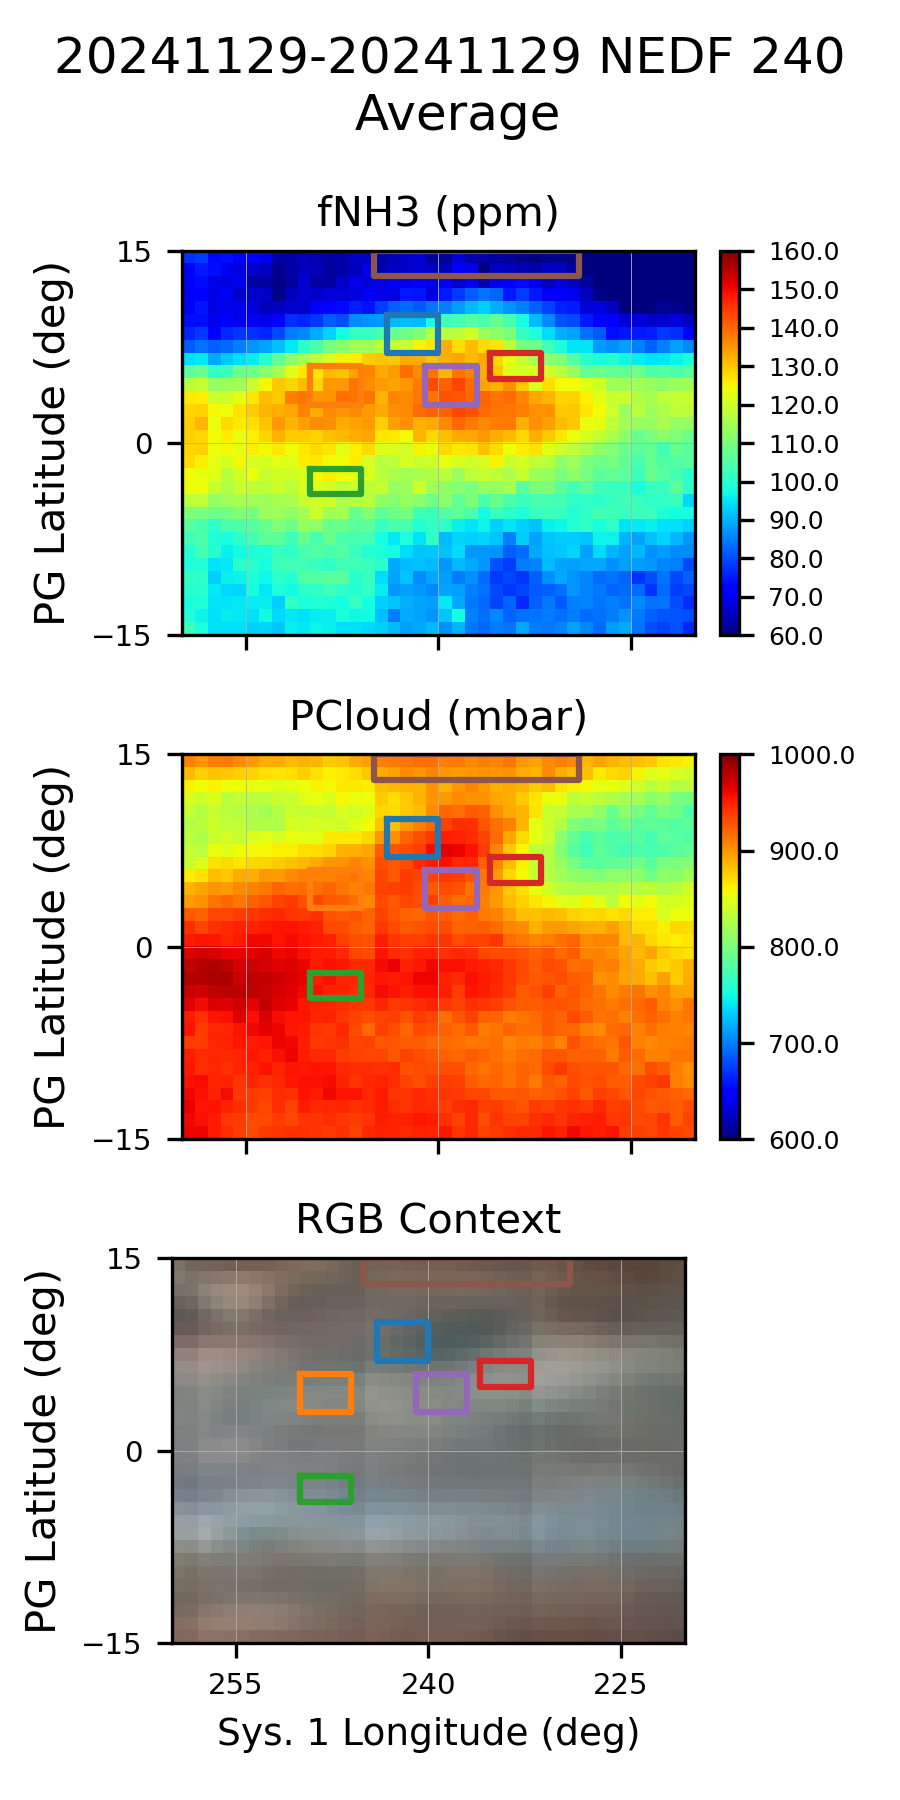 20241129-20241129 NEDF 240
Average
fNH3 (ppm)
PG Latitude (deg)
15
0
−15
160.0
150.0
140.0
130.0
120.0
110.0
100.0
90.0
80.0
70.0
60.0
PCloud (mbar)
PG Latitude (deg)
15
0
−15
1000.0
900.0
800.0
700.0
600.0
RGB Context
PG Latitude (deg)
15
0
−15
255 240 225
Sys. 1 Longitude (deg)